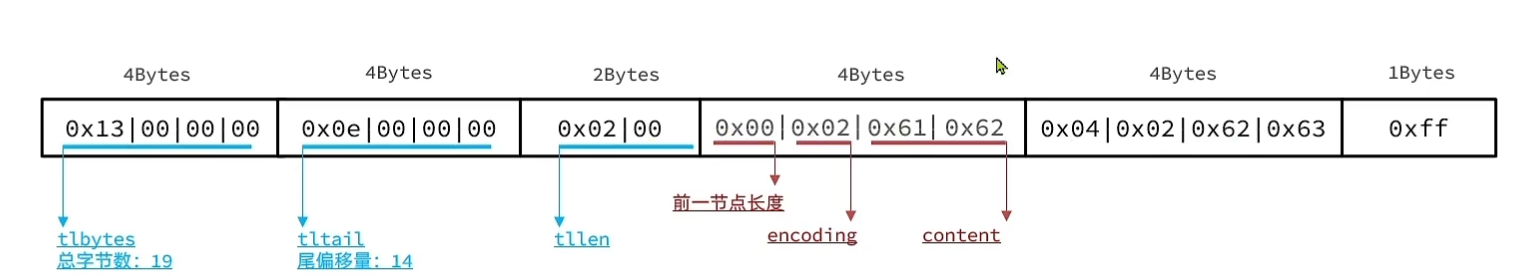 4Bytes 4Bytes 2Bytes 4Bytes 4Bytes 1Bytes
0x13|00|00|00 0x0e|00|00|00 0x02|00 0x00|0x02|0x61|0x62 0x04|0x02|0x62|0x63 0xff
前一节点长度
tlbytes tltail tllen encoding content
总字节数: 19 尾偏移量: 14